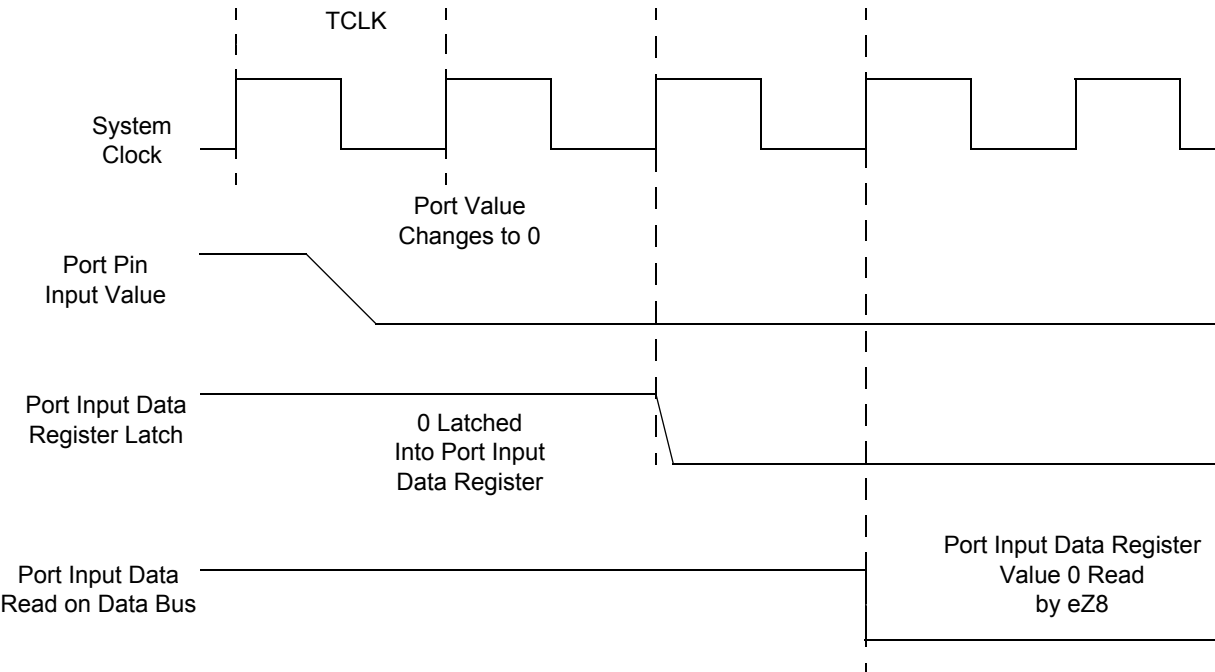 TCLK
System
Clock
Port Value
Changes to 0
Port Pin
Input Value
Port Input Data
Register Latch
0 Latched
Into Port Input
Data Register
Port Input Data Register
Value 0 Read
by eZ8
Port Input Data
Read on Data Bus